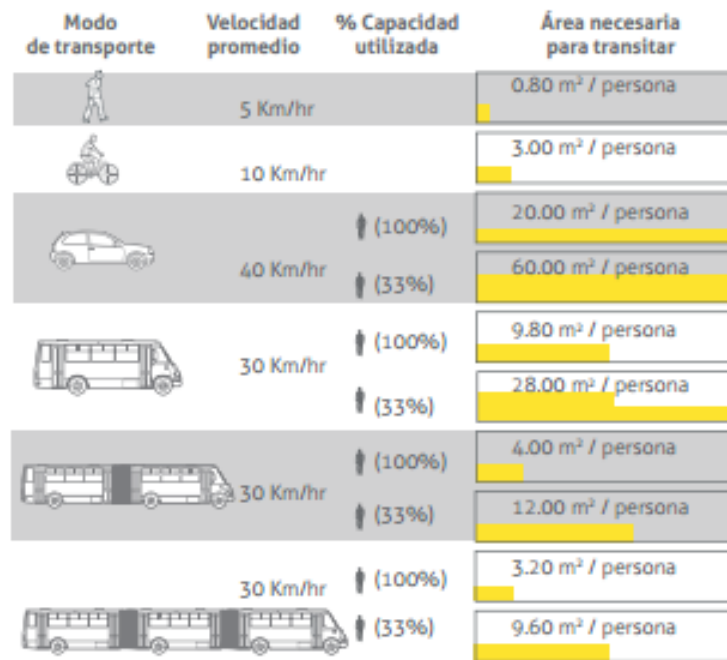 Modo de transporte
Velocidad promedio
% Capacidad utilizada
Área necesaria para transitar
5 Km/hr
0.80 m² / persona
10 Km/hr
3.00 m² / persona
40 Km/hr
(100%)
20.00 m² / persona
(33%)
60.00 m² / persona
30 Km/hr
(100%)
9.80 m² / persona
(33%)
28.00 m² / persona
30 Km/hr
(100%)
4.00 m² / persona
(33%)
12.00 m² / persona
30 Km/hr
(100%)
3.20 m² / persona
(33%)
9.60 m² / persona